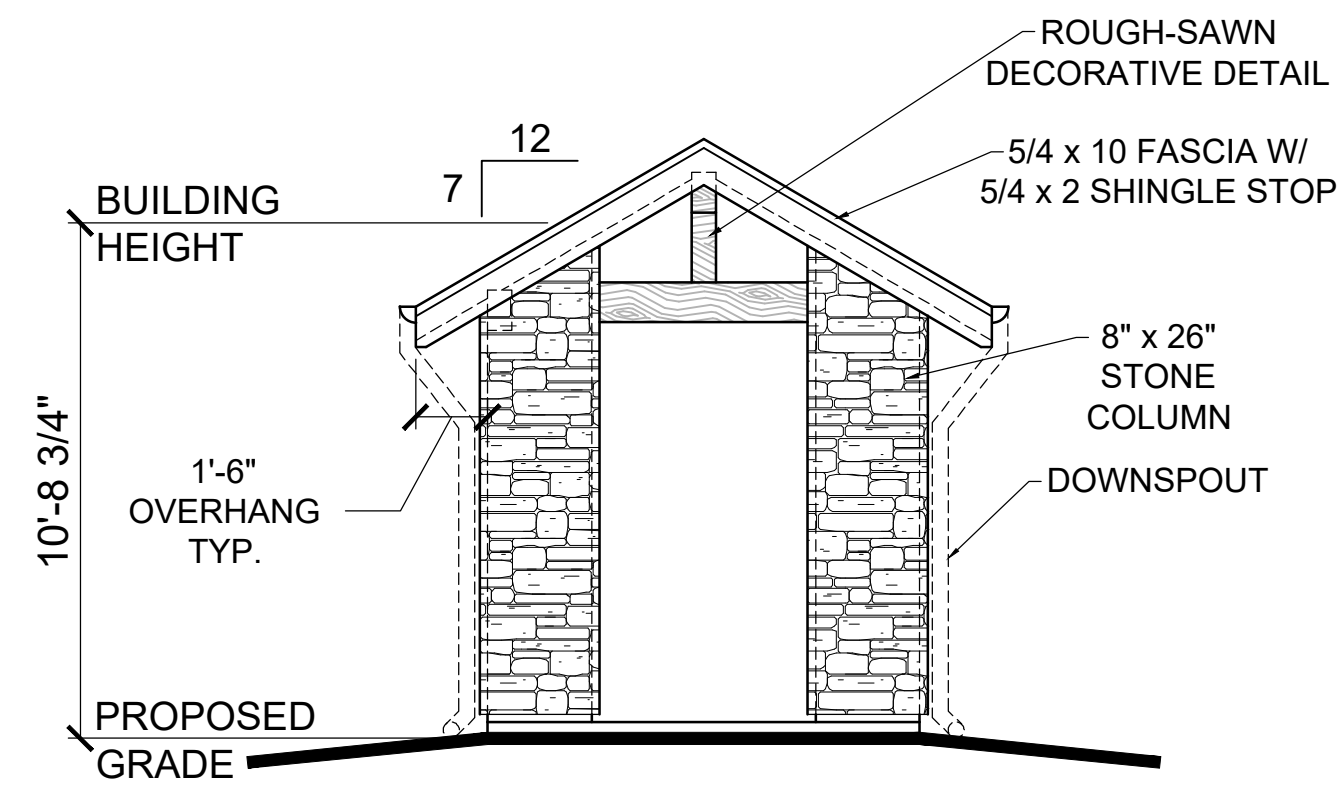 ROUGH-SAWN
DECORATIVE DETAIL
12
7
5/4 x 10 FASCIA W/
5/4 x 2 SHINGLE STOP
BUILDING
HEIGHT
10'-8 3/4"
8" x 26"
STONE
COLUMN
1'-6"
OVERHANG
TYP.
DOWNSPOUT
PROPOSED
GRADE